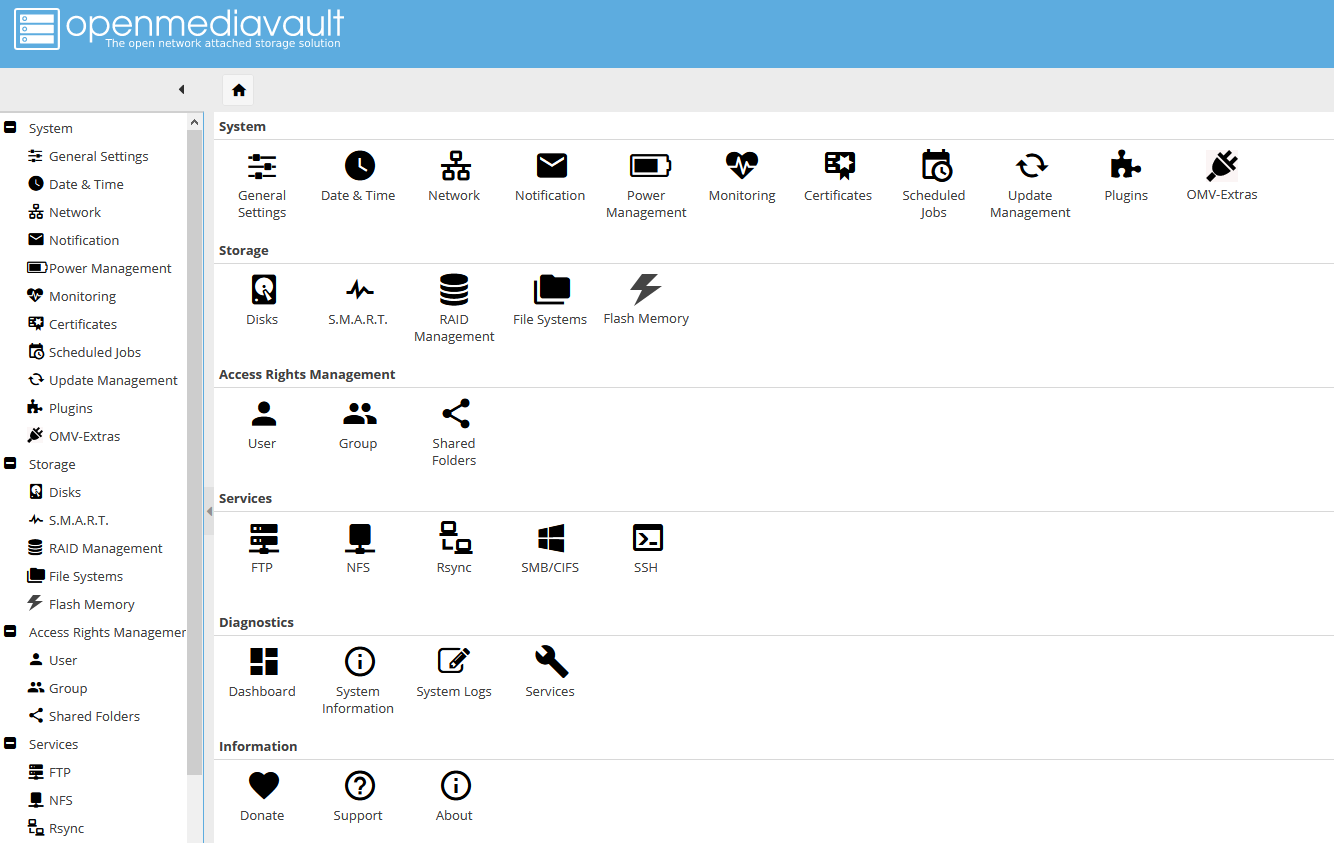 openmediavault
The open network attached storage solution
System
General Settings
Date & Time
Network
Notification
Power Management
Monitoring
Certificates
Scheduled Jobs
Update Management
Plugins
OMV-Extras
Storage
Disks
S.M.A.R.T.
RAID Management
File Systems
Flash Memory
Access Rights Managemen
User
Group
Shared Folders
Services
FTP
NFS
Rsync
System
General
Settings
Date & Time
Network
Notification
Power
Management
Monitoring
Certificates
Scheduled
Jobs
Update
Management
Plugins
OMV-Extras
Storage
Disks
S.M.A.R.T.
RAID
Management
File Systems
Flash Memory
Access Rights Management
User
Group
Shared
Folders
Services
FTP
NFS
Rsync
SMB/CIFS
SSH
Diagnostics
Dashboard
System
Information
System Logs
Services
Information
Donate
Support
About